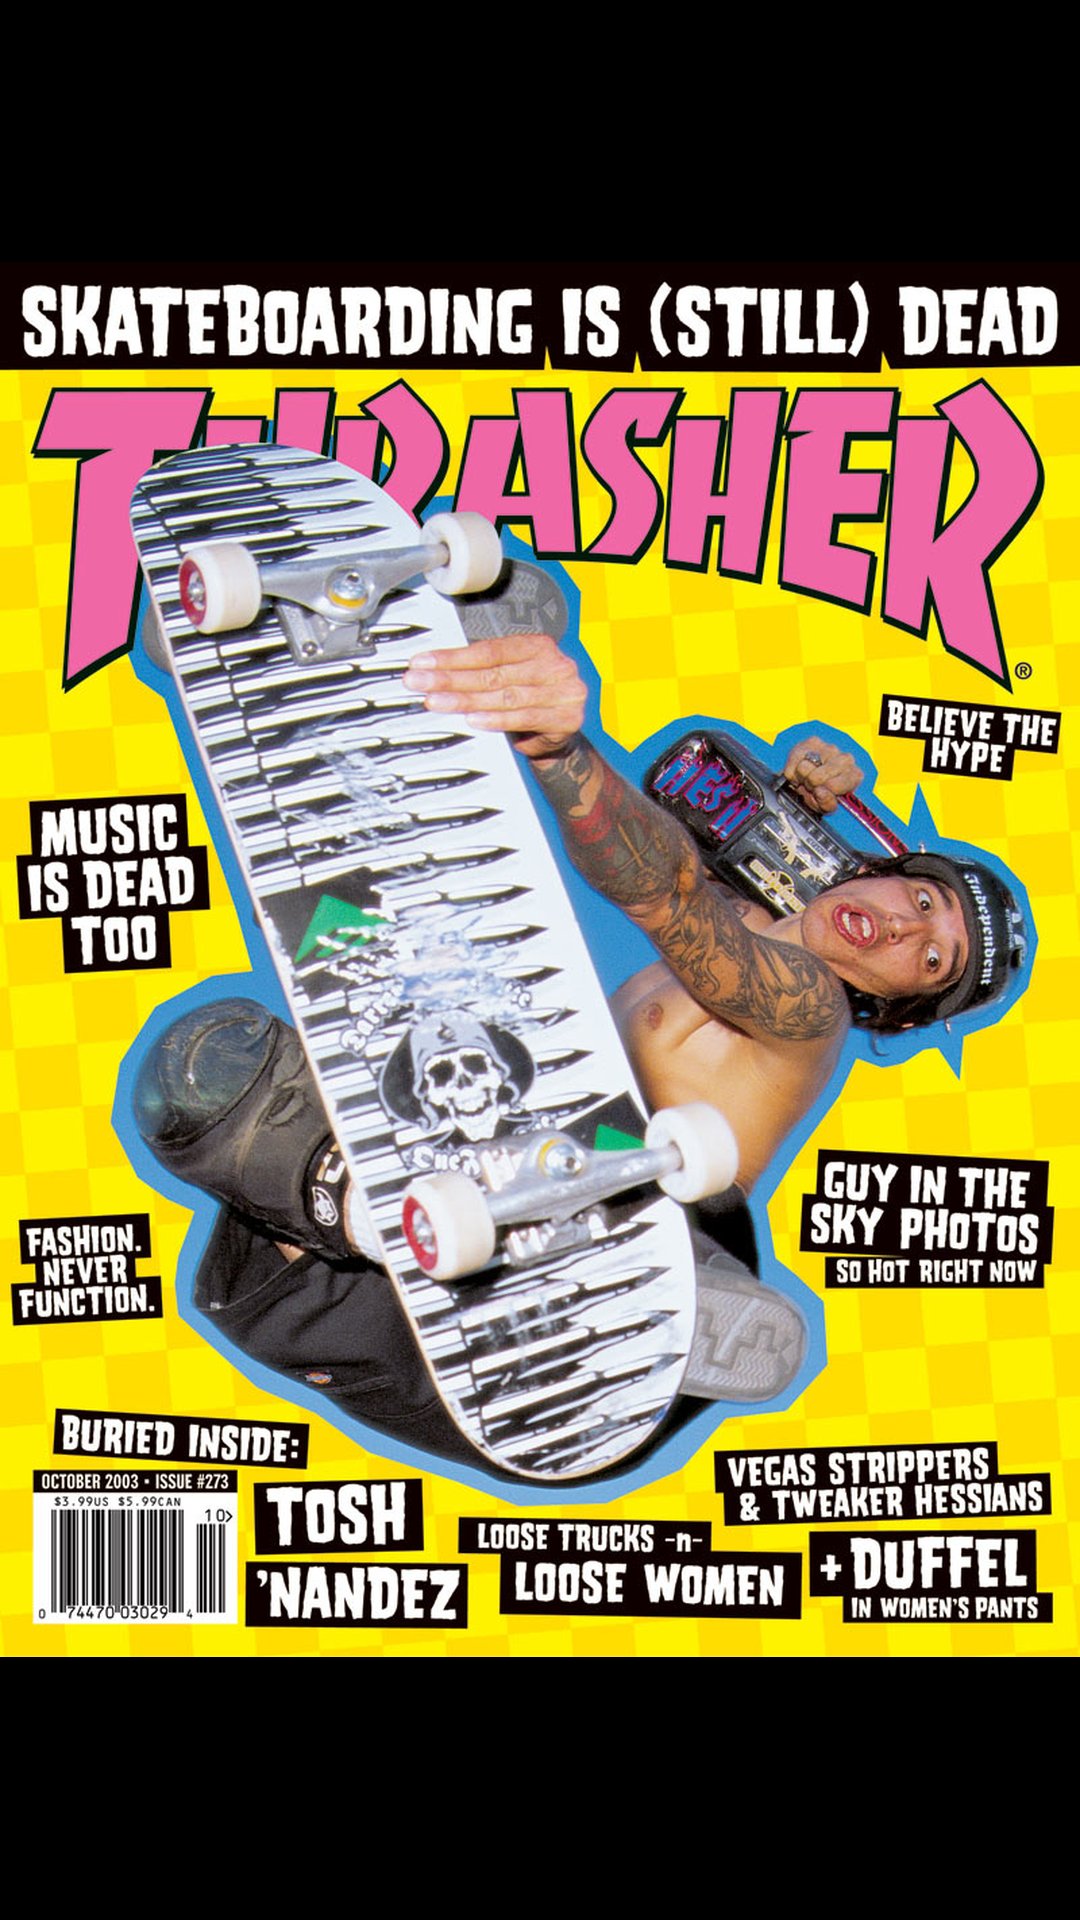 SKATEBOARDING IS (STILL) DEAD
THRASHER
®
BELIEVE THE
HYPE
MUSIC
IS DEAD
TOO
Independent
GUY IN THE
SKY PHOTOS
SO HOT RIGHT NOW
FASHION.
NEVER
FUNCTION.
BURIED INSIDE:
OCTOBER 2003 • ISSUE #273
$3.99US $5.99CAN
10>
0 74470 03029 4
TOSH
'NANDEZ
LOOSE TRUCKS -n-
LOOSE WOMEN
VEGAS STRIPPERS
& TWEAKER HESSIANS
+ DUFFEL
IN WOMEN'S PANTS